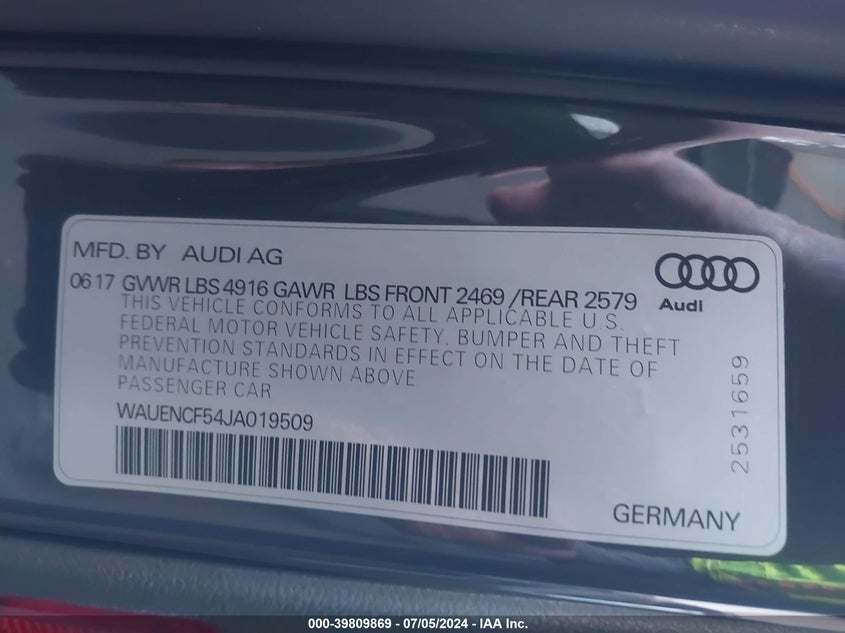 MFD. BY AUDI AG
Audi
06 17 GVWR LBS 4916 GAWR LBS FRONT 2469 /REAR 2579
THIS VEHICLE CONFORMS TO ALL APPLICABLE U.S.
FEDERAL MOTOR VEHICLE SAFETY, BUMPER AND THEFT
PREVENTION STANDARDS IN EFFECT ON THE DATE OF
MANUFACTURE SHOWN ABOVE
PASSENGER CAR
WAUENCF54JA019509
2531659
GERMANY
000-39809869 / 07/05/2024 - IAA Inc.